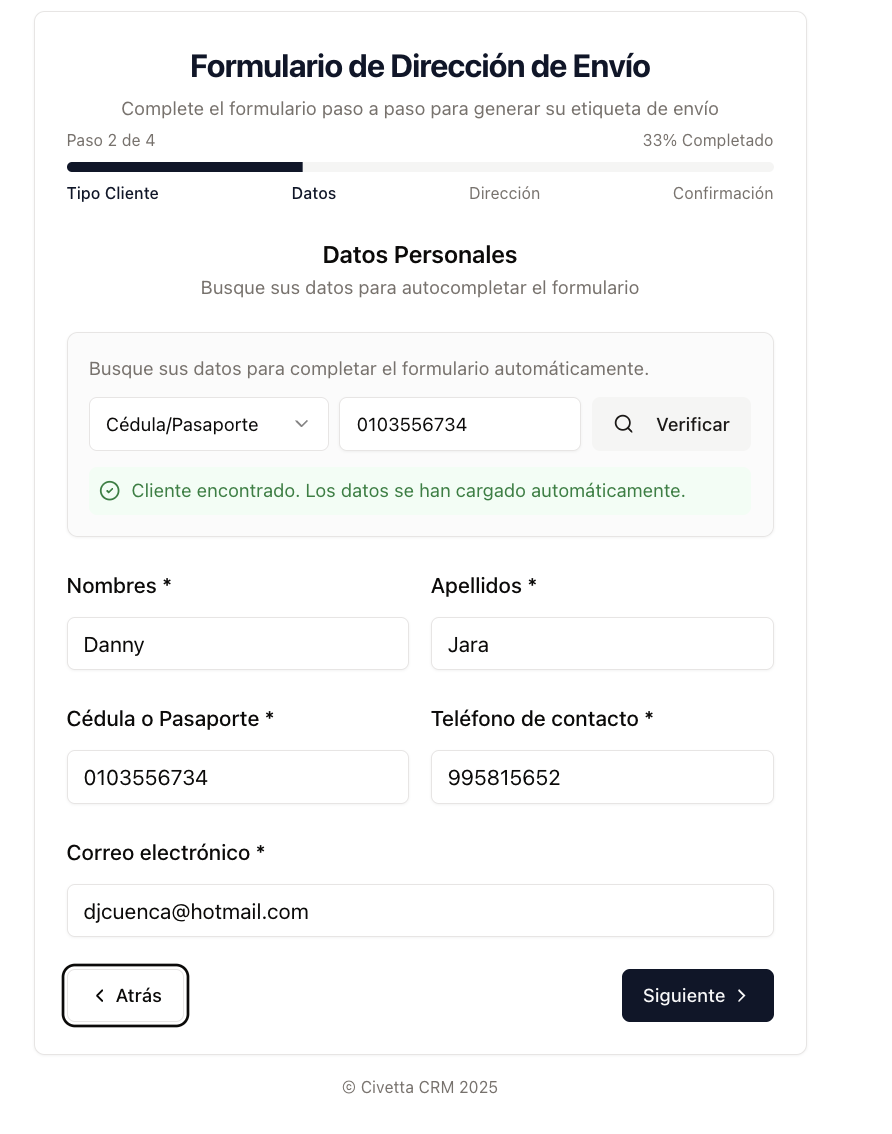 Formulario de Dirección de Envío
Complete el formulario paso a paso para generar su etiqueta de envío
Paso 2 de 4 33% Completado
Tipo Cliente Datos Dirección Confirmación
Datos Personales
Busque sus datos para autocompletar el formulario
Busque sus datos para completar el formulario automáticamente.
Cédula/Pasaporte 0103556734 Verificar
Cliente encontrado. Los datos se han cargado automáticamente.
Nombres * Apellidos *
Danny Jara
Cédula o Pasaporte * Teléfono de contacto *
0103556734 995815652
Correo electrónico *
djcuenca@hotmail.com
Atrás Siguiente
© Civetta CRM 2025